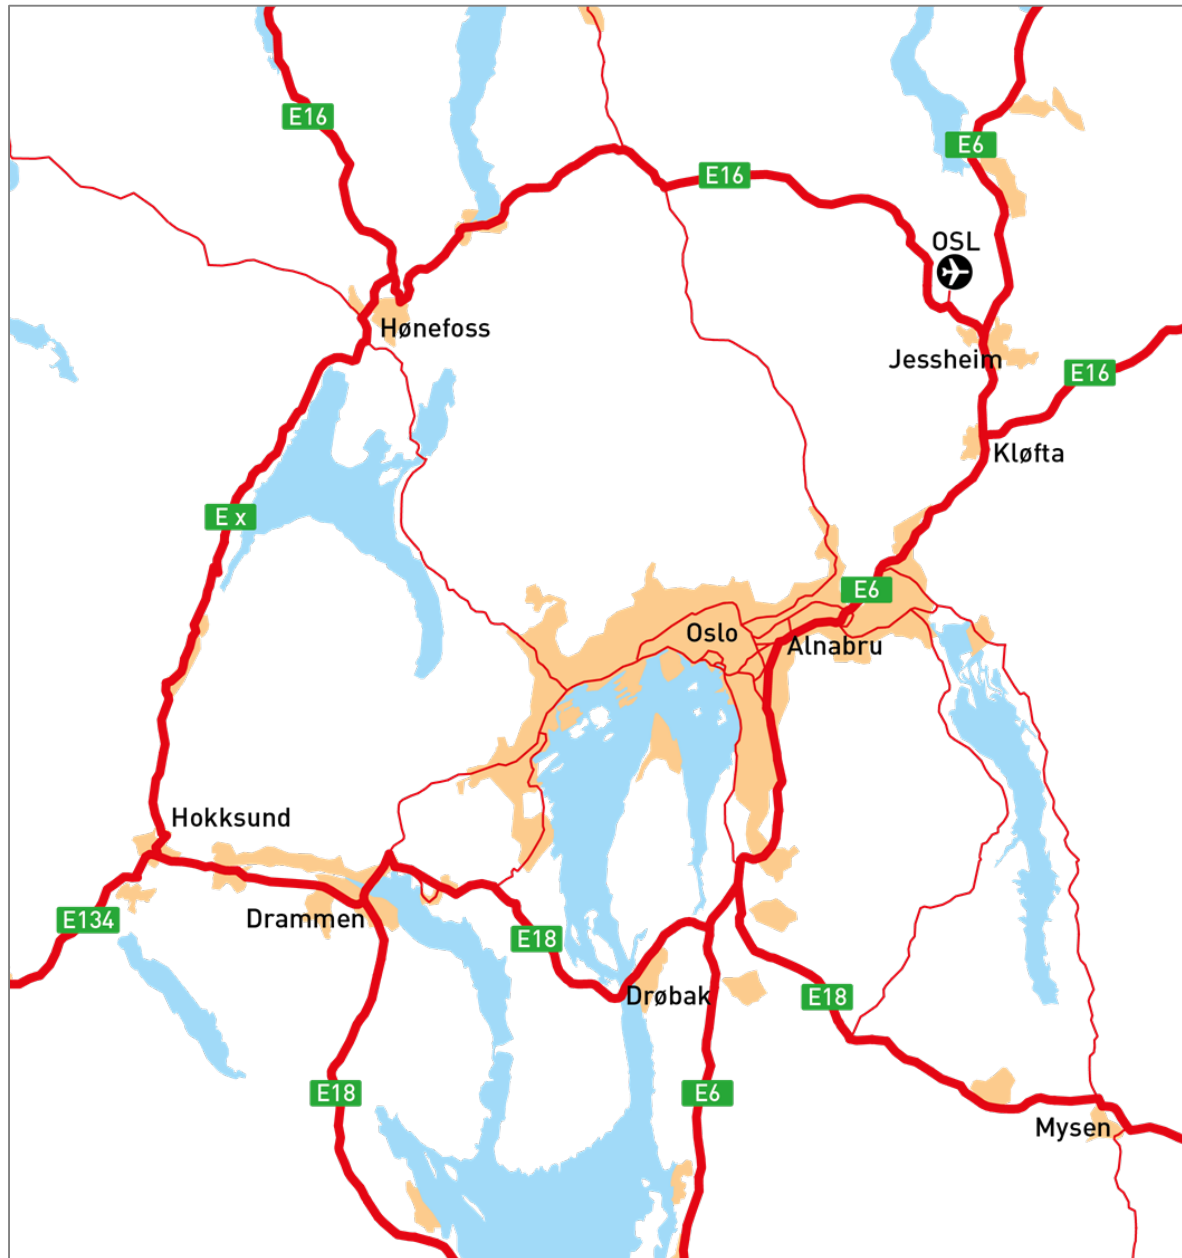 E16
E6
E16
OSL
Hønefoss
Jessheim
E16
Kløfta
E x
E6
Oslo
Alnabru
Hokksund
E134
Drammen
E18
Drøbak
E18
E18
E6
Mysen